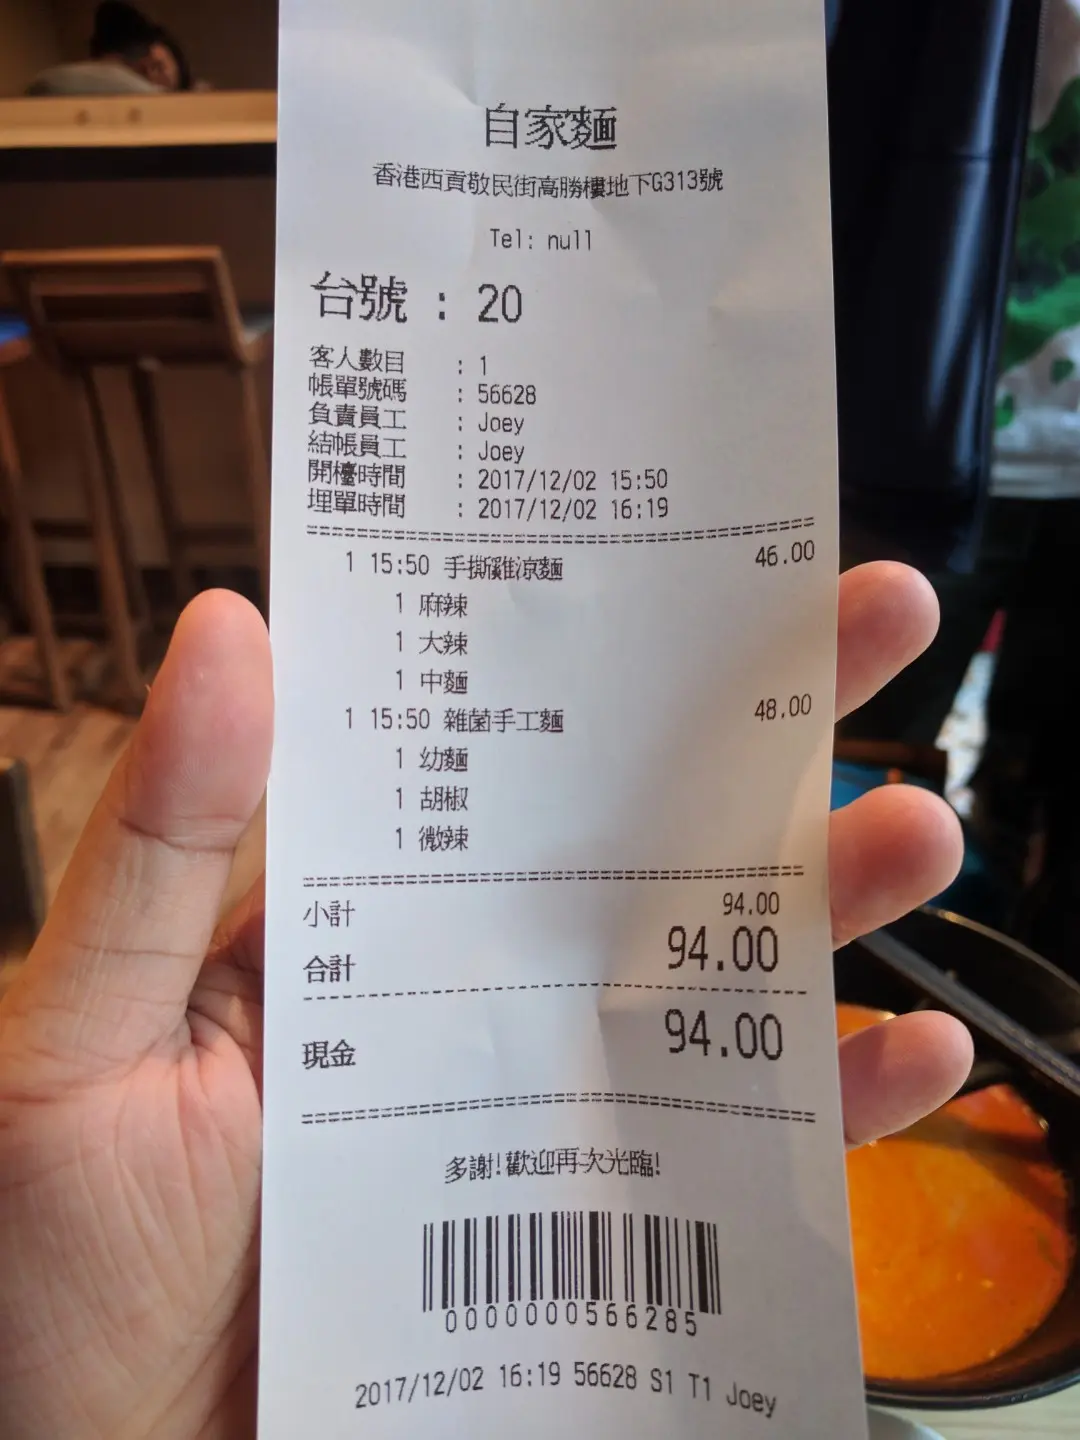 自家麵
香港西貢敬民街高勝樓地下G313號
Tel: null
台號 : 20
客人數目 : 1
帳單號碼 : 56628
負責員工 : Joey
結帳員工 : Joey
開檯時間 : 2017/12/02 15:50
埋單時間 : 2017/12/02 16:19
1 15:50 手撕雞涼麵 46.00
1 麻辣
1 大辣
1 中麵
1 15:50 雜菌手工麵 48.00
1 幼麵
1 胡椒
1 微辣
小計 94.00
合計 94.00
現金 94.00
多謝!歡迎再次光臨!
0000000566285
2017/12/02 16:19 56628 S1 T1 Joey